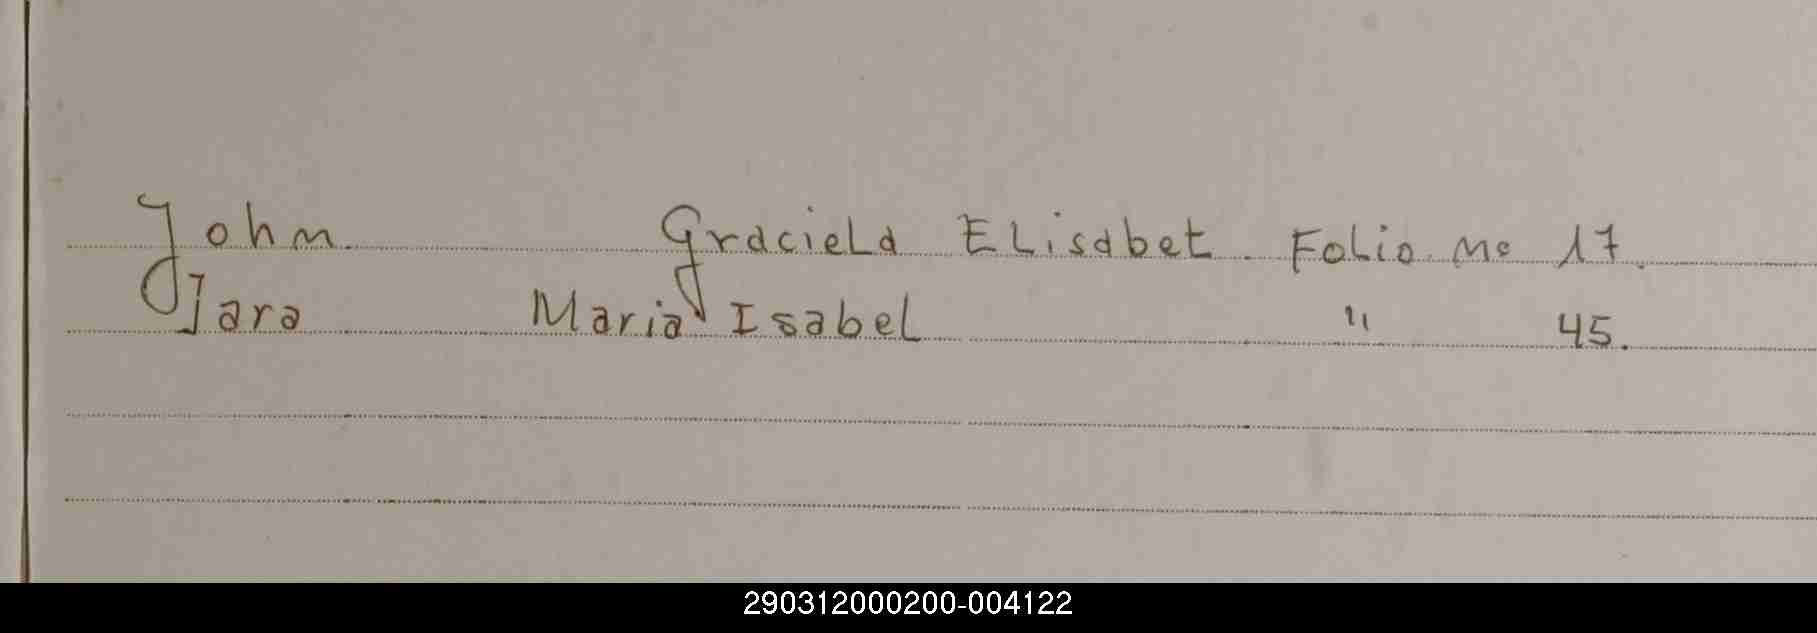 John Graciela Elisabet. Folio No 17.
Jara Maria Isabel " 45.
290312000200-004122